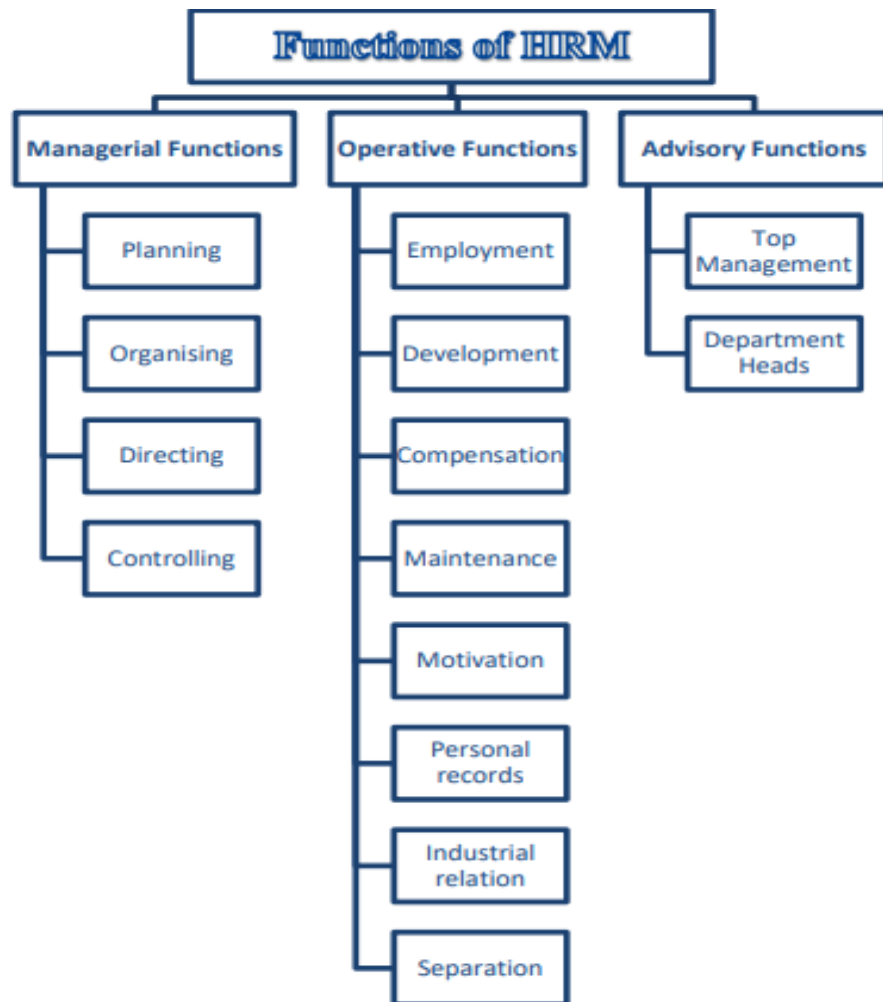 Functions of HRM
Managerial Functions
Planning
Organising
Directing
Controlling
Operative Functions
Employment
Development
Compensation
Maintenance
Motivation
Personal
records
Industrial
relation
Separation
Advisory Functions
Top
Management
Department
Heads